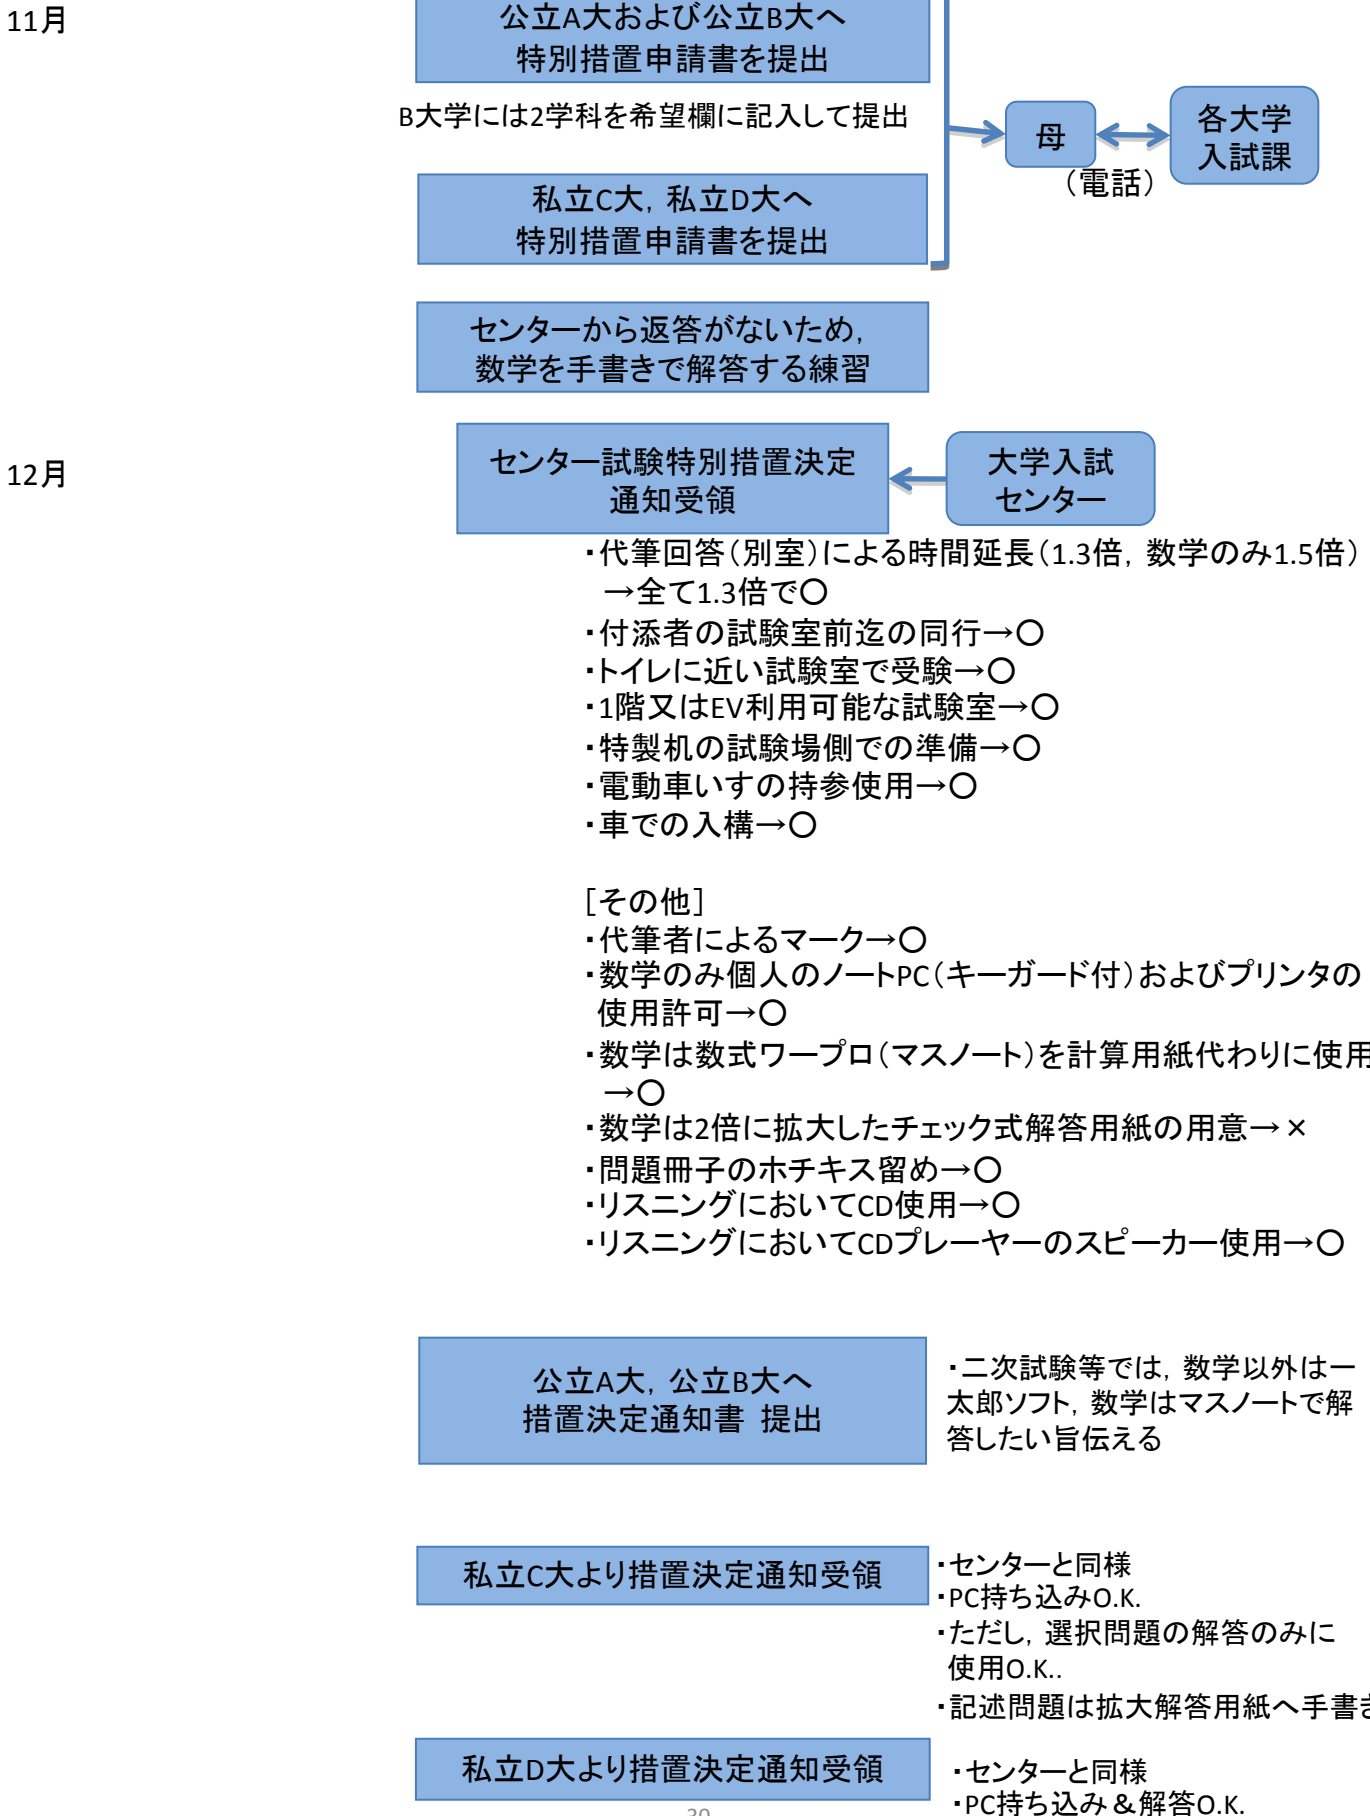 11月
公立A大および公立B大へ
特別措置申請書を提出
B大学には2学科を希望欄に記入して提出
母
各大学
入試課
（電話）
私立C大，私立D大へ
特別措置申請書を提出
センターから返答がないため，
数学を手書きで解答する練習
12月
センター試験特別措置決定
通知受領
大学入試
センター
・代筆回答（別室）による時間延長（1.3倍，数学のみ1.5倍）
→全て1.3倍で〇
・付添者の試験室前迄の同行→〇
・トイレに近い試験室で受験→〇
・1階又はEV利用可能な試験室→〇
・特製机の試験場側での準備→〇
・電動車いすの持参使用→〇
・車での入構→〇
［その他］
・代筆者によるマーク→〇
・数学のみ個人のノートPC（キーガード付）およびプリンタの
使用許可→〇
・数学は数式ワープロ（マスノート）を計算用紙代わりに使用
→〇
・数学は2倍に拡大したチェック式解答用紙の用意→×
・問題冊子のホチキス留め→〇
・リスニングにおいてCD使用→〇
・リスニングにおいてCDプレーヤーのスピーカー使用→〇
公立A大，公立B大へ
措置決定通知書 提出
・二次試験等では，数学以外は一
太郎ソフト，数学はマスノートで解
答したい旨伝える
私立C大より措置決定通知受領
・センターと同様
・PC持ち込みO.K.
・ただし，選択問題の解答のみに
使用O.K..
・記述問題は拡大解答用紙へ手書き
私立D大より措置決定通知受領
・センターと同様
・PC持ち込み＆解答O.K.